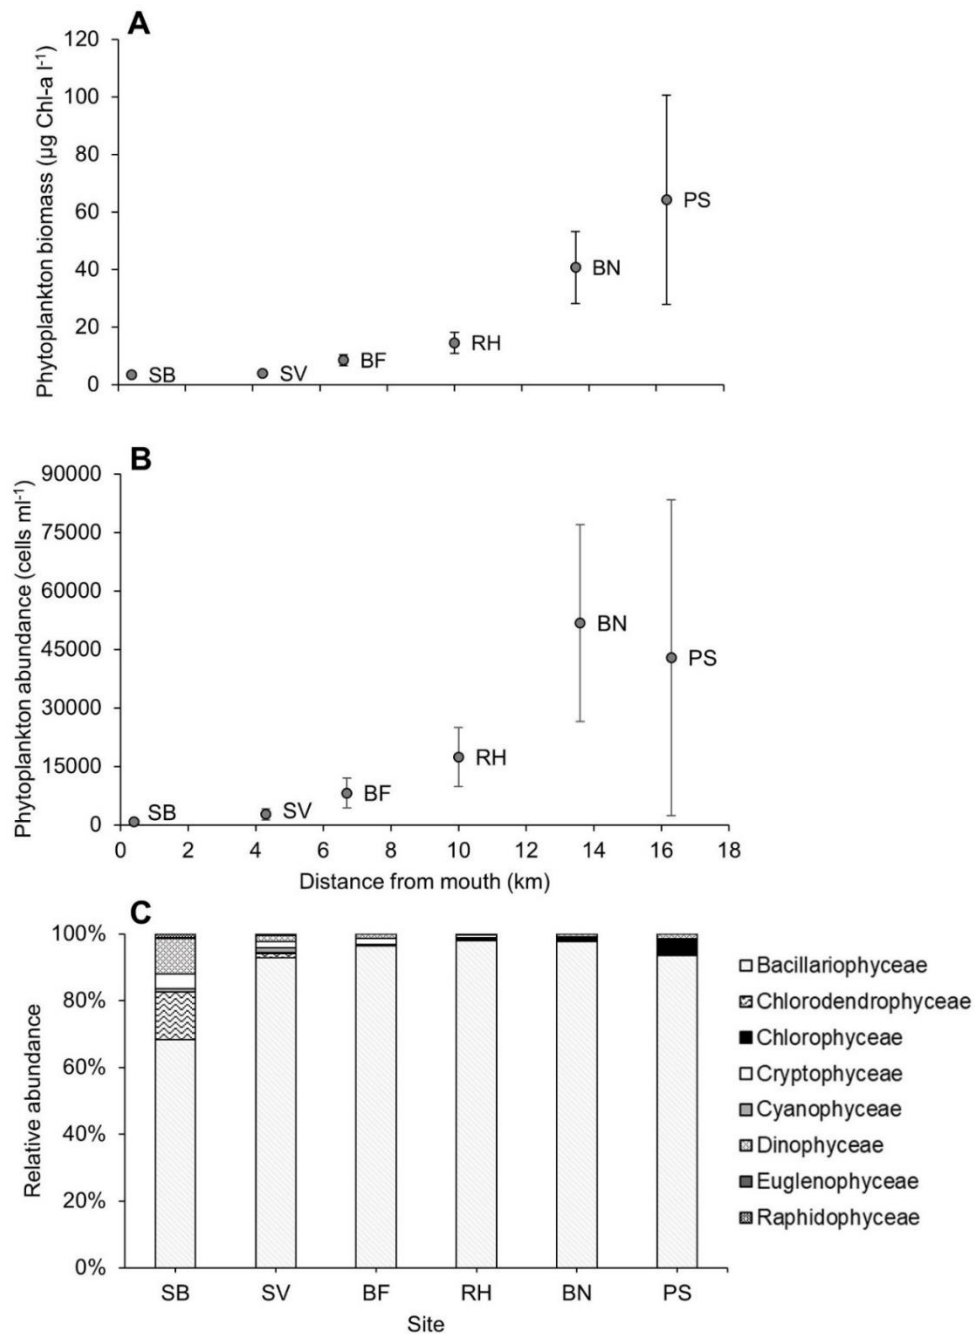 A
Phytoplankton biomass (µg Chl-a l⁻¹)
120
100
80
60
40
20
0
SB
SV
BF
RH
BN
PS
B
Phytoplankton abundance (cells ml⁻¹)
90000
75000
60000
45000
30000
15000
0
SB
SV
BF
RH
BN
PS
0 2 4 6 8 10 12 14 16 18
Distance from mouth (km)
C
Relative abundance
100%
80%
60%
40%
20%
0%
SB SV BF RH BN PS
Site
Bacillariophyceae
Chlorodendrophyceae
Chlorophyceae
Cryptophyceae
Cyanophyceae
Dinophyceae
Euglenophyceae
Raphidophyceae